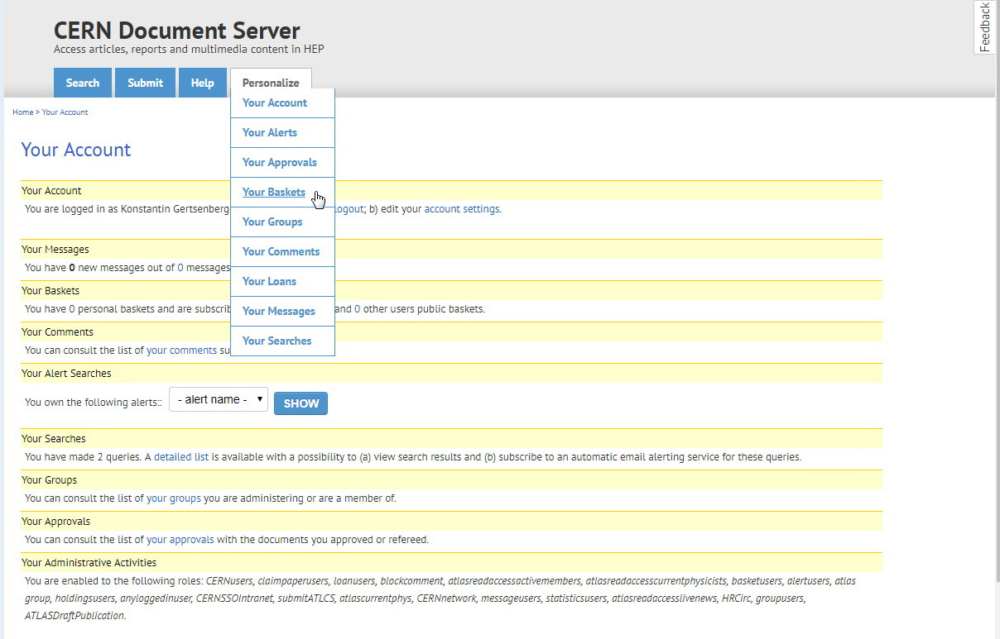 CERN Document Server
Access articles, reports and multimedia content in HEP
Feedback
Search Submit Help Personalize
Your Account
Your Alerts
Your Approvals
Your Baskets
Your Groups
Your Comments
Your Loans
Your Messages
Your Searches
Home > Your Account
Your Account
Your Account
You are logged in as Konstantin logout; b) edit your account settings.
Your Messages
You have 0 new messages out of 0 messages
Your Baskets
You have 0 personal baskets and are and 0 other users public baskets.
Your Comments
You can consult the list of your comments
Your Alert Searches
You own the following alerts:: - alert name - SHOW
Your Searches
You have made 2 queries. A detailed list is available with a possibility to (a) view search results and (b) subscribe to an automatic email alerting service for these queries.
Your Groups
You can consult the list of your groups you are administering or are a member of.
Your Approvals
You can consult the list of your approvals with the documents you approved or refereed.
Your Administrative Activities
You are enabled to the following roles: CERNusers, claimpaperusers, loanusers, blockcomment, atlasreadaccessactivemembers, atlasreadaccesscurrentphysicists, basketusers, alertusers, atlas
group, holdingsusers, anyloggedinuser, CERNSSOIntranet, submitATLCS, atlascurrentphys, CERNnetwork, messageusers, statisticsusers, atlasreadaccesslivenews, HRCirc, groupusers,
ATLASDraftPublication.